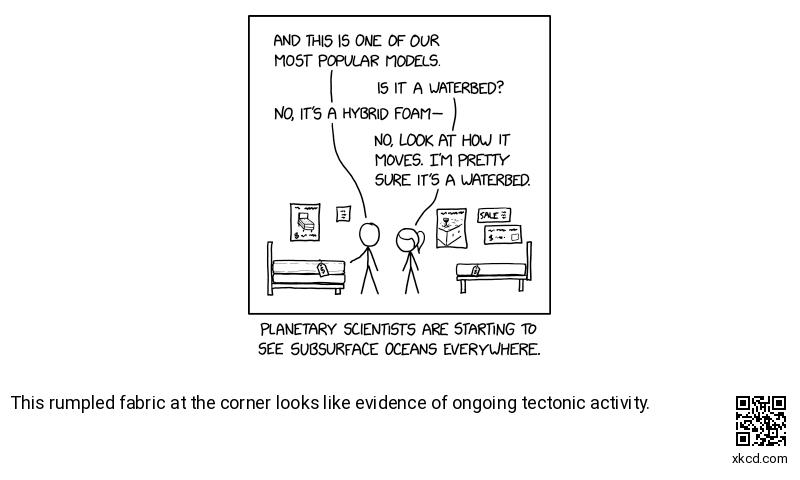 AND THIS IS ONE OF OUR
MOST POPULAR MODELS.
IS IT A WATERBED?
NO, IT'S A HYBRID FOAM—
NO, LOOK AT HOW IT
MOVES. I'M PRETTY
SURE IT'S A WATERBED.
SALE
$
$
PLANETARY SCIENTISTS ARE STARTING TO
SEE SUBSURFACE OCEANS EVERYWHERE.
This rumpled fabric at the corner looks like evidence of ongoing tectonic activity.
xkcd.com